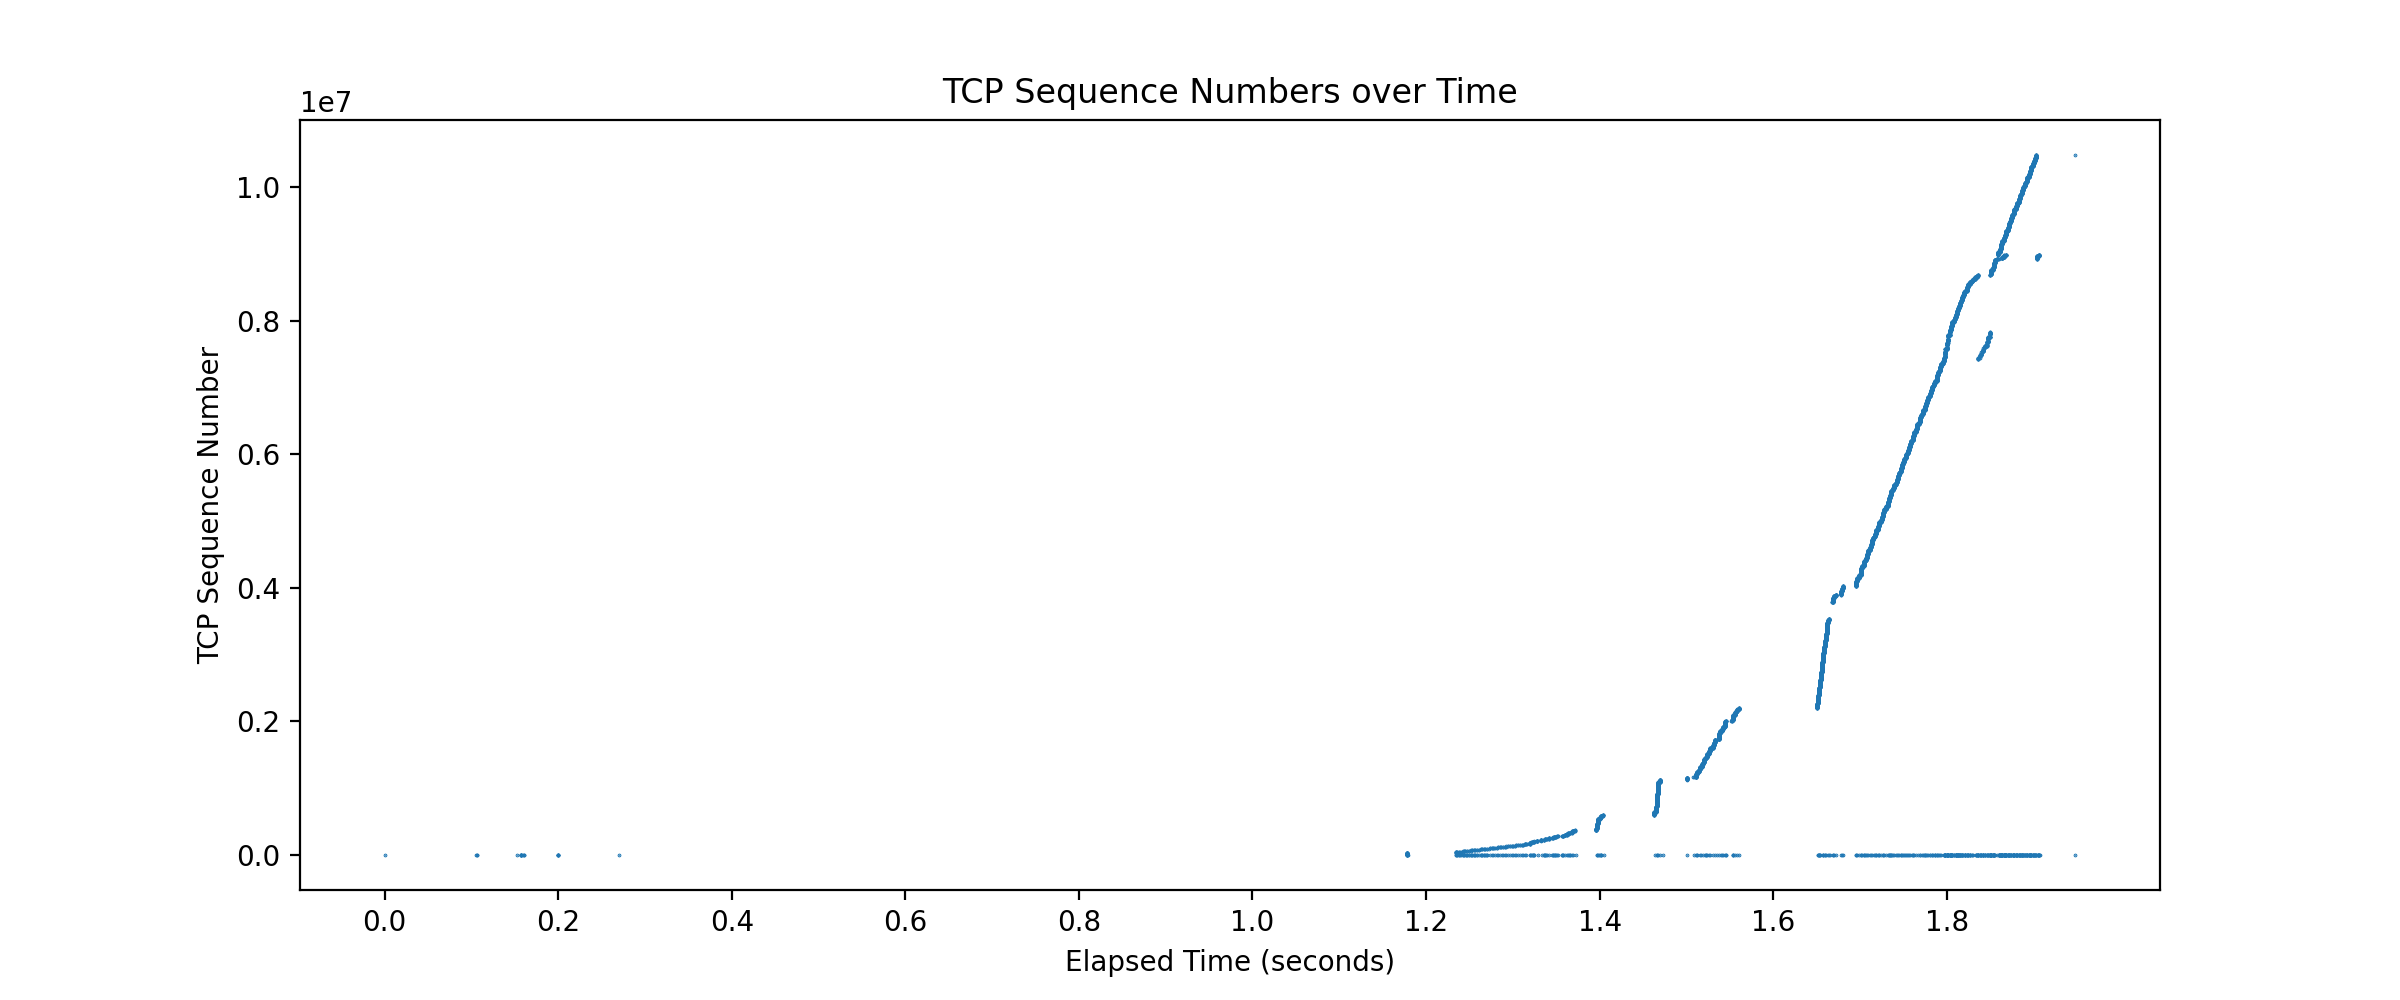 TCP Sequence Numbers over Time
1e7
1.0
0.8
0.6
0.4
0.2
0.0
TCP Sequence Number
0.0 0.2 0.4 0.6 0.8 1.0 1.2 1.4 1.6 1.8
Elapsed Time (seconds)